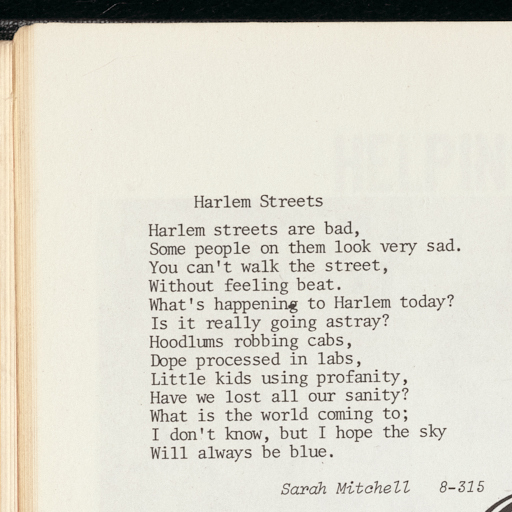 HELPIN
Harlem Streets
Harlem streets are bad,
Some people on them look very sad.
You can't walk the street,
Without feeling beat.
What's happening to Harlem today?
Is it really going astray?
Hoodlums robbing cabs,
Dope processed in labs,
Little kids using profanity,
Have we lost all our sanity?
What is the world coming to;
I don't know, but I hope the sky
Will always be blue.
Sarah Mitchell 8-315